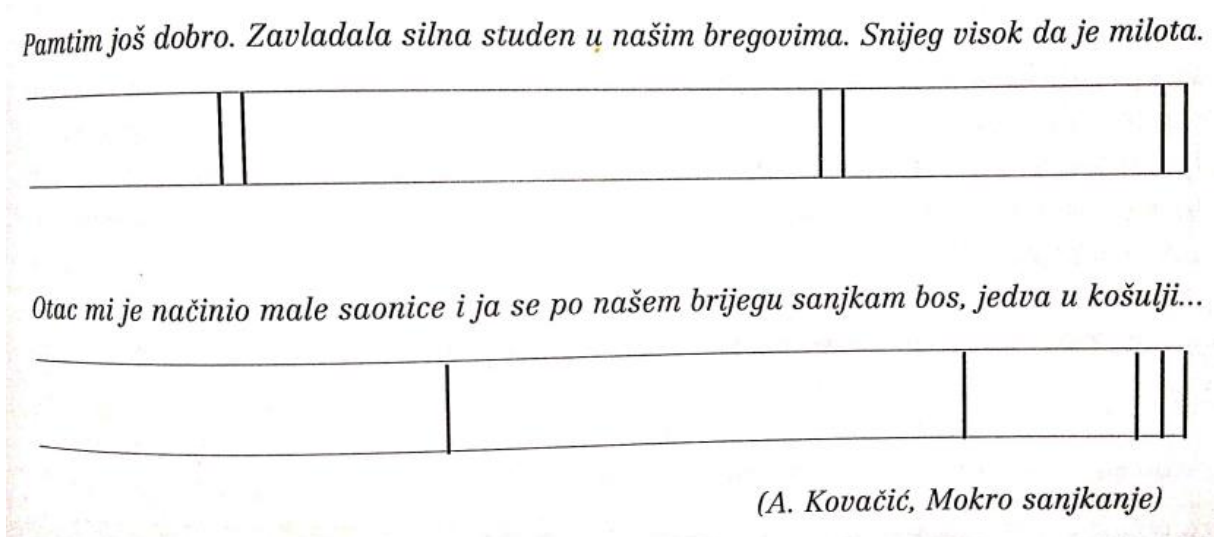 Pamtim još dobro. Zavladala silna studen u našim bregovima. Snijeg visok da je milota.
Otac mi je načinio male saonice i ja se po našem brijegu sanjkam bos, jedva u košulji...
(A. Kovačić, Mokro sanjkanje)